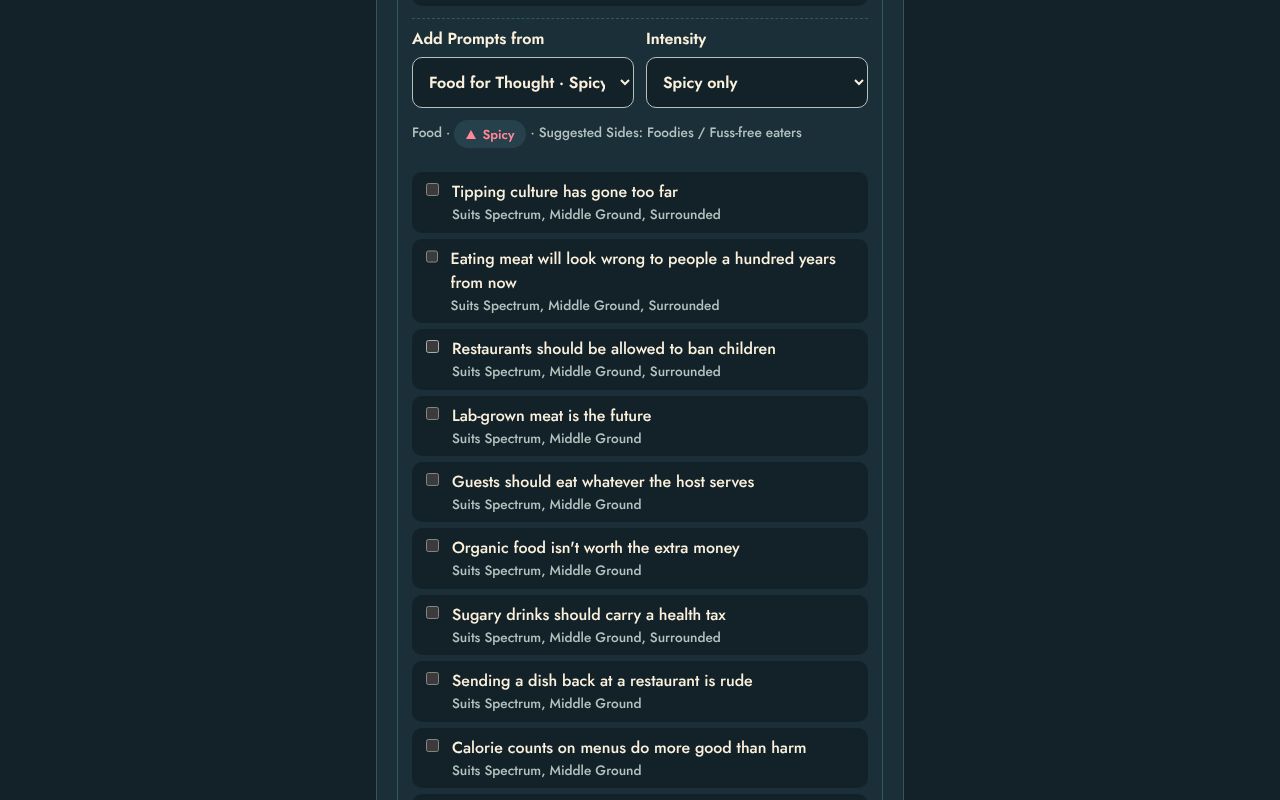 Add Prompts from
Intensity
Food for Thought · Spicy
Spicy only
Food · ▲ Spicy · Suggested Sides: Foodies / Fuss-free eaters
Tipping culture has gone too far
Suits Spectrum, Middle Ground, Surrounded
Eating meat will look wrong to people a hundred years
from now
Suits Spectrum, Middle Ground, Surrounded
Restaurants should be allowed to ban children
Suits Spectrum, Middle Ground, Surrounded
Lab-grown meat is the future
Suits Spectrum, Middle Ground
Guests should eat whatever the host serves
Suits Spectrum, Middle Ground
Organic food isn't worth the extra money
Suits Spectrum, Middle Ground
Sugary drinks should carry a health tax
Suits Spectrum, Middle Ground, Surrounded
Sending a dish back at a restaurant is rude
Suits Spectrum, Middle Ground
Calorie counts on menus do more good than harm
Suits Spectrum, Middle Ground